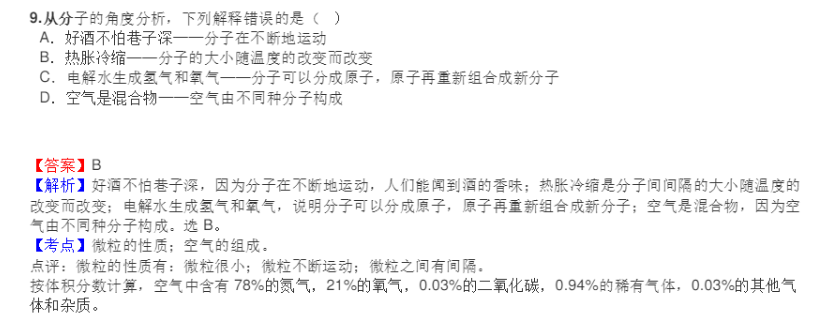 9.从分子的角度分析，下列解释错误的是（　）
A．好酒不怕巷子深——分子在不断地运动
B．热胀冷缩——分子的大小随温度的改变而改变
C．电解水生成氢气和氧气——分子可以分成原子，原子再重新组合成新分子
D．空气是混合物——空气由不同种分子构成
【答案】B
【解析】好酒不怕巷子深，因为分子在不断地运动，人们能闻到酒的香味；热胀冷缩是分子间间隔的大小随温度的
改变而改变；电解水生成氢气和氧气，说明分子可以分成原子，原子再重新组合成新分子；空气是混合物，因为空
气由不同种分子构成。选 B。
【考点】微粒的性质；空气的组成。
点评：微粒的性质有：微粒很小；微粒不断运动；微粒之间有间隔。
按体积分数计算，空气中含有 78%的氮气，21%的氧气，0.03%的二氧化碳，0.94%的稀有气体，0.03%的其他气
体和杂质。